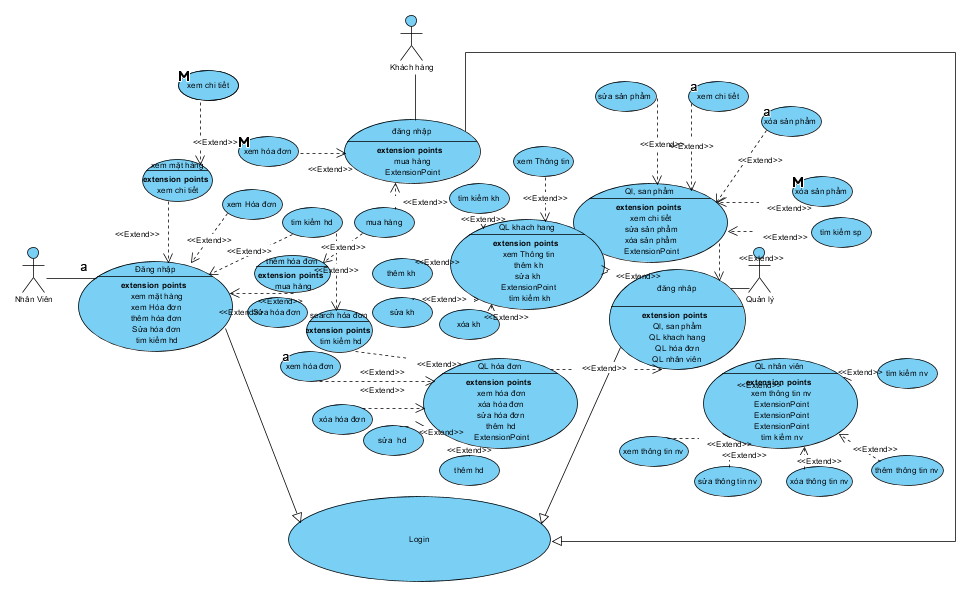 Khách hàng
M
xem chi tiết
sửa sản phẩm
a
xem chi tiết
a
xóa sản phẩm
đăng nhập
extension points
mua hàng
ExtensionPoint
M
xem hóa đơn
<<Extend>>
<<Extend>>
<<Extend>>
<<Extend>>
<<Extend>>
xem Thông tin
xem mặt hàng
extension points
xem chi tiết
<<Extend>>
M
xóa sản phẩm
<<Extend>>
tìm kiếm sp
<<Extend>>
QL san phẩm
extension points
xem chi tiết
sửa sản phẩm
xóa sản phẩm
ExtensionPoint
xem Hóa đơn
tìm kiếm hd
mua hàng
<<Extend>>
tìm kiếm kh
QL khach hang
extension points
xem Thông tin
thêm kh
sửa kh
ExtensionPoint
tìm kiếm kh
<<Extend>>
Nhân Viên
a
Đăng nhập
extension points
xem mặt hàng
xem Hóa đơn
thêm hóa đơn
Sửa hóa đơn
tìm kiếm hd
thêm hóa đơn
extension points
mua hàng
<<Extend>>
<<Extend>>
<<Extend>>
Sửa hóa đơn
thêm kh
<<Extend>>
sửa kh
<<Extend>>
xóa kh
<<Extend>>
<<Extend>>
Quản lý
đăng nhâp
extension points
QL san phẩm
QL khach hang
QL hóa đơn
QL nhân viên
search hóa đơn
extension points
tìm kiếm hd
a
xem hóa đơn
<<Extend>>
<<Extend>>
<<Extend>>
QL hóa đơn
extension points
xem hóa đơn
xóa hóa đơn
sửa hóa đơn
thêm hd
ExtensionPoint
<<Extend>>
xóa hóa đơn
sửa hd
<<Extend>>
<<Extend>>
thêm hd
QL nhân viên
extension points
<<Extend>>
xem thông tin nv
ExtensionPoint
ExtensionPoint
ExtensionPoint
tìm kiếm nv
<<Extend>>
tìm kiếm nv
xem thông tin nv
<<Extend>>
<<Extend>>
<<Extend>>
<<Extend>>
sửa thông tin nv
xóa thông tin nv
thêm thông tin nv
Login